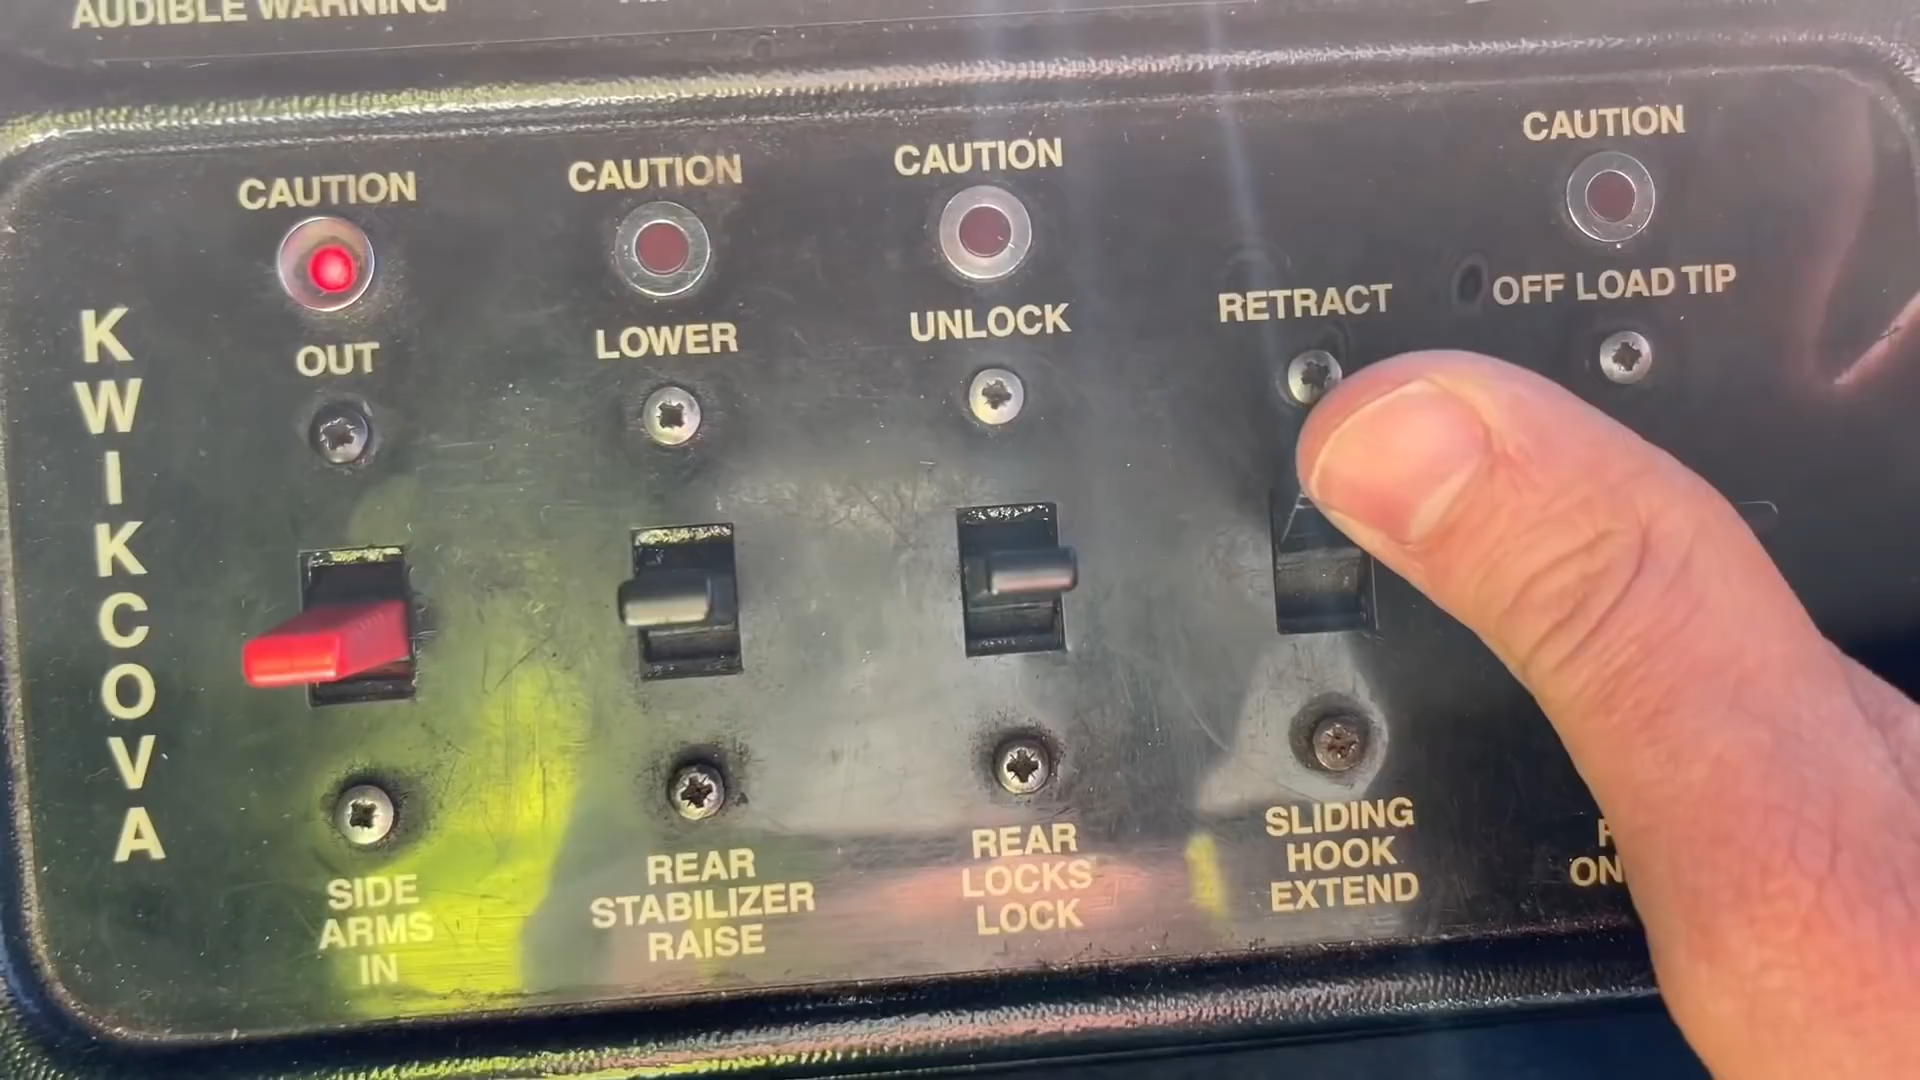 AUDIBLE WARNING
CAUTION
CAUTION
CAUTION
CAUTION
OUT
LOWER
UNLOCK
RETRACT
OFF LOAD TIP
KWIKCOVA
SIDE
ARMS
IN
REAR
STABILIZER
RAISE
REAR
LOCKS
LOCK
SLIDING
HOOK
EXTEND